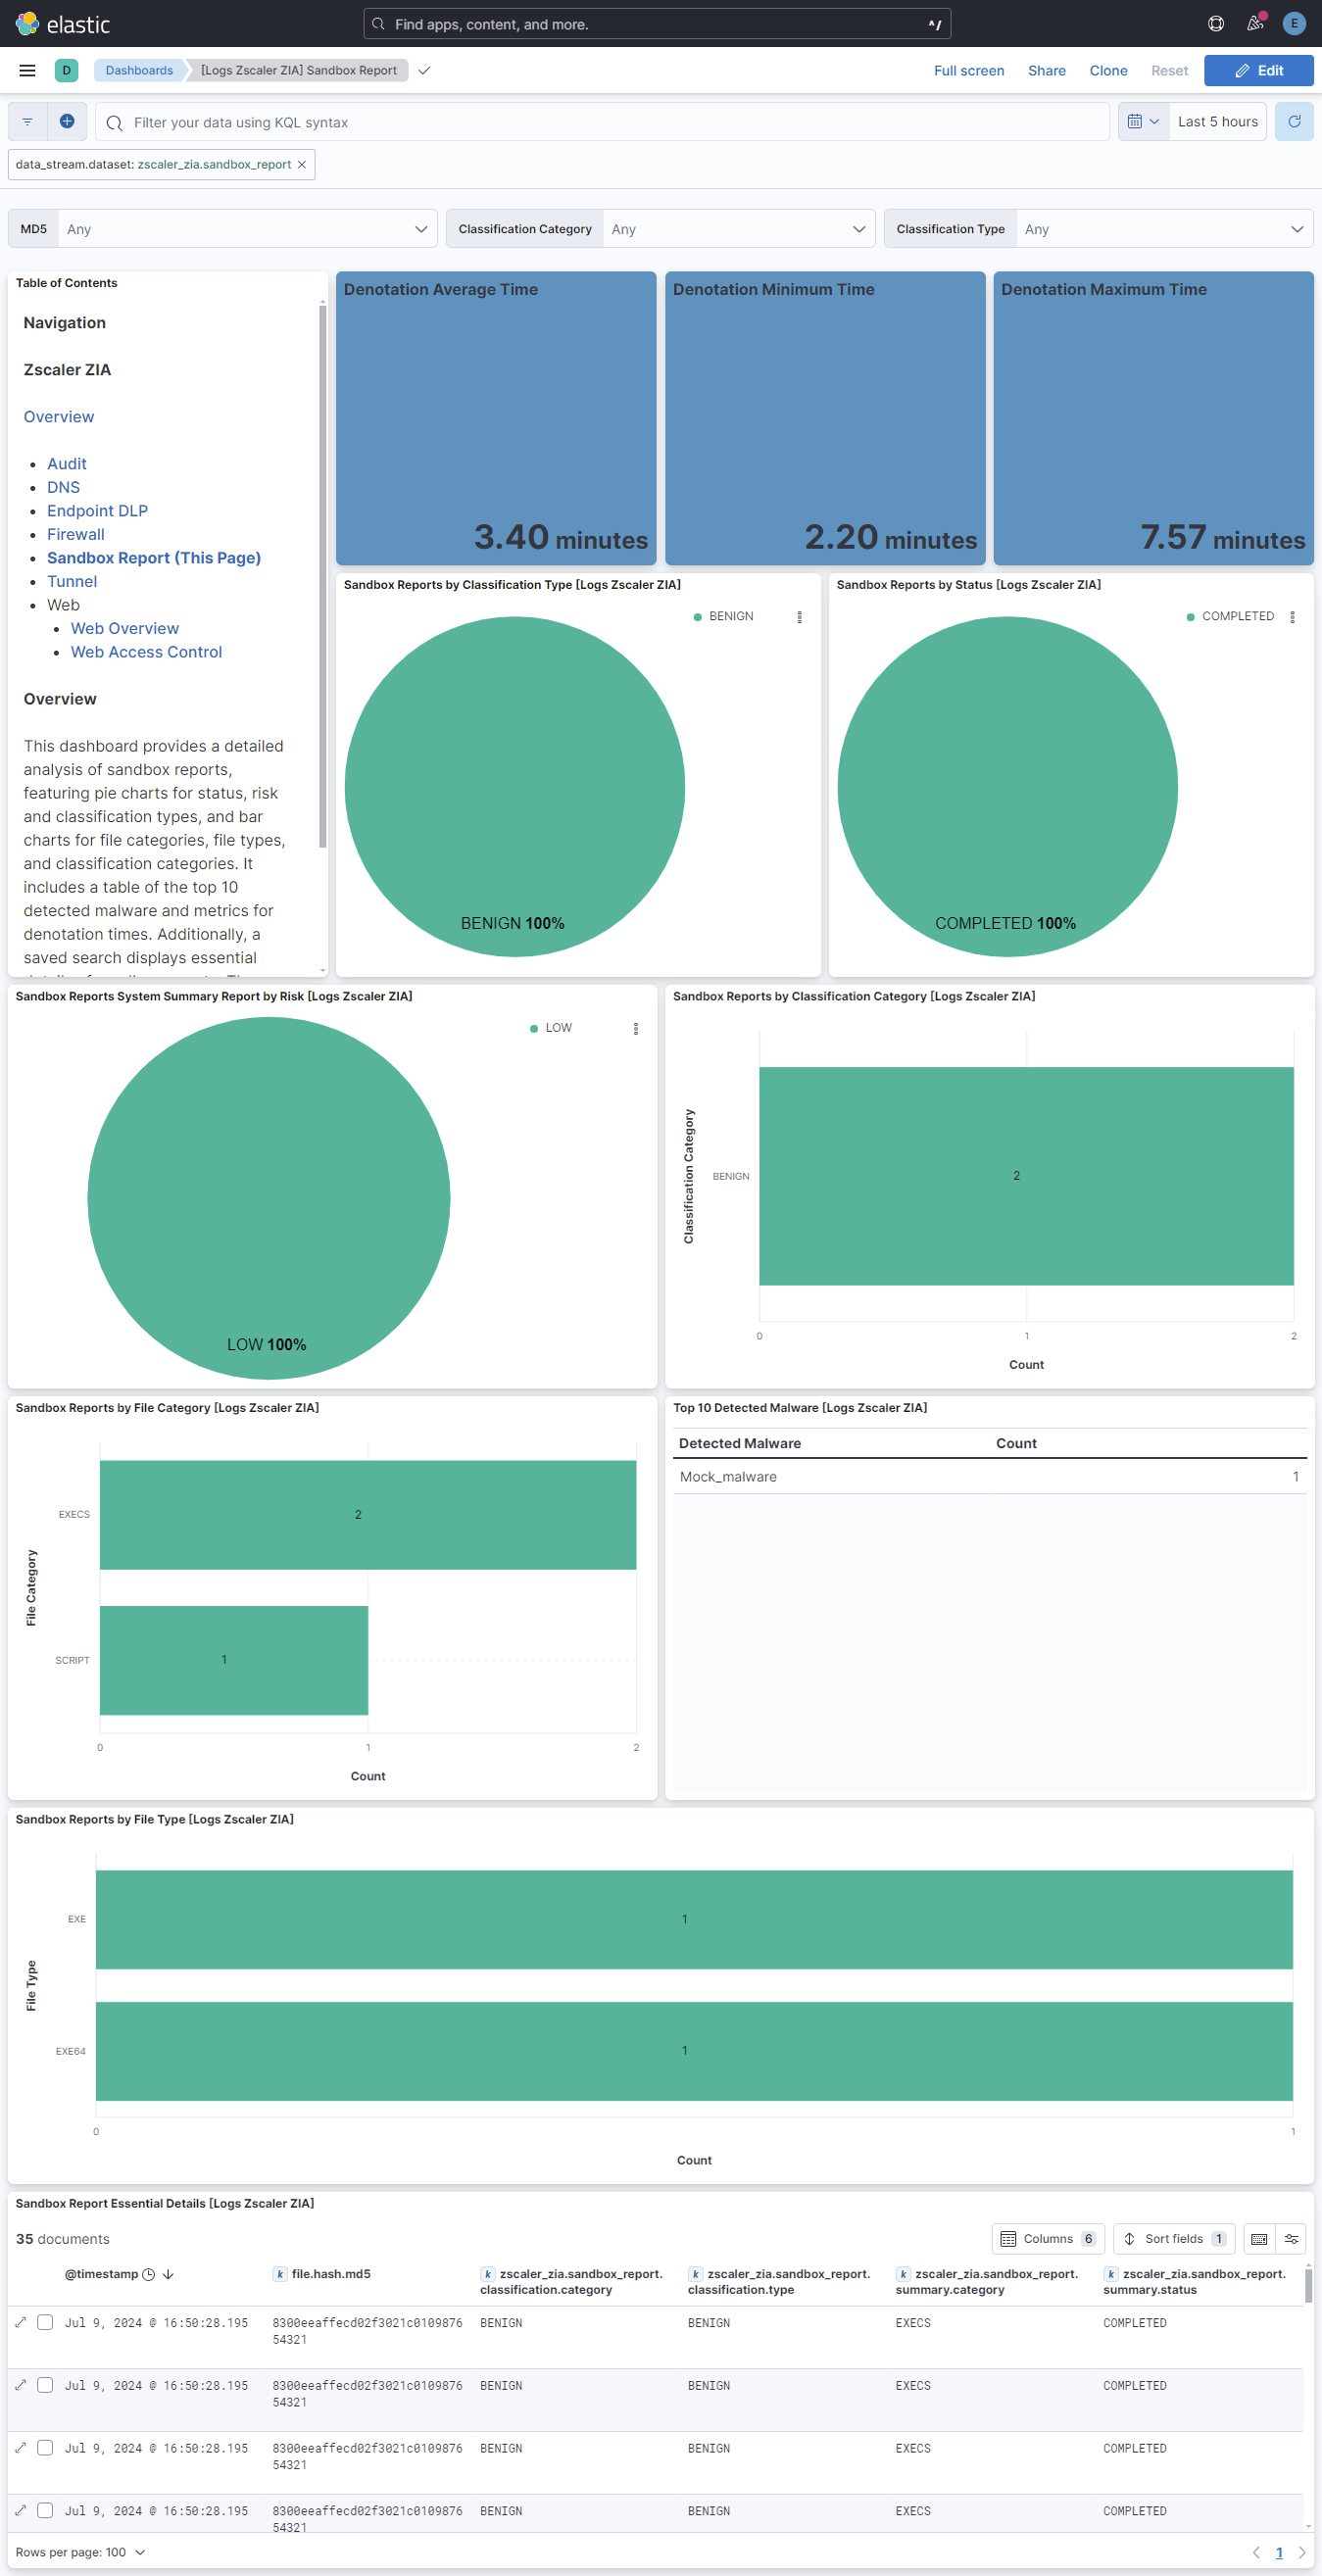 elastic
Find apps, content, and more.
^/
E
D
Dashboards
[Logs Zscaler ZIA] Sandbox Report
Full screen
Share
Clone
Reset
Edit
Filter your data using KQL syntax
Last 5 hours
data_stream.dataset: zscaler_zia.sandbox_report ×
MD5
Any
Classification Category
Any
Classification Type
Any
Table of Contents
Navigation
Zscaler ZIA
Overview
• Audit
• DNS
• Endpoint DLP
• Firewall
• Sandbox Report (This Page)
• Tunnel
• Web
• Web Overview
• Web Access Control
Overview
This dashboard provides a detailed
analysis of sandbox reports,
featuring pie charts for status, risk
and classification types, and bar
charts for file categories, file types,
and classification categories. It
includes a table of the top 10
detected malware and metrics for
denotation times. Additionally, a
saved search displays essential
Denotation Average Time
3.40 minutes
Denotation Minimum Time
2.20 minutes
Denotation Maximum Time
7.57 minutes
Sandbox Reports by Classification Type [Logs Zscaler ZIA]
BENIGN
BENIGN 100%
Sandbox Reports by Status [Logs Zscaler ZIA]
COMPLETED
COMPLETED 100%
Sandbox Reports System Summary Report by Risk [Logs Zscaler ZIA]
LOW
LOW 100%
Sandbox Reports by Classification Category [Logs Zscaler ZIA]
Classification Category
BENIGN
2
0
1
2
Count
Sandbox Reports by File Category [Logs Zscaler ZIA]
File Category
EXECS
2
SCRIPT
1
0
1
2
Count
Top 10 Detected Malware [Logs Zscaler ZIA]
Detected Malware
Count
Mock_malware
1
Sandbox Reports by File Type [Logs Zscaler ZIA]
File Type
EXE
1
EXE64
1
0
1
Count
Sandbox Report Essential Details [Logs Zscaler ZIA]
35 documents
Columns 6
Sort fields 1
@timestamp
k file.hash.md5
k zscaler_zia.sandbox_report.
classification.category
k zscaler_zia.sandbox_report.
classification.type
k zscaler_zia.sandbox_report.
summary.category
k zscaler_zia.sandbox_report.
summary.status
Jul 9, 2024 @ 16:50:28.195
8300eeaffecd02f3021c0109876
54321
BENIGN
BENIGN
EXECS
COMPLETED
Jul 9, 2024 @ 16:50:28.195
8300eeaffecd02f3021c0109876
54321
BENIGN
BENIGN
EXECS
COMPLETED
Jul 9, 2024 @ 16:50:28.195
8300eeaffecd02f3021c0109876
54321
BENIGN
BENIGN
EXECS
COMPLETED
Jul 9, 2024 @ 16:50:28.195
8300eeaffecd02f3021c0109876
54321
BENIGN
BENIGN
EXECS
COMPLETED
Rows per page: 100
1